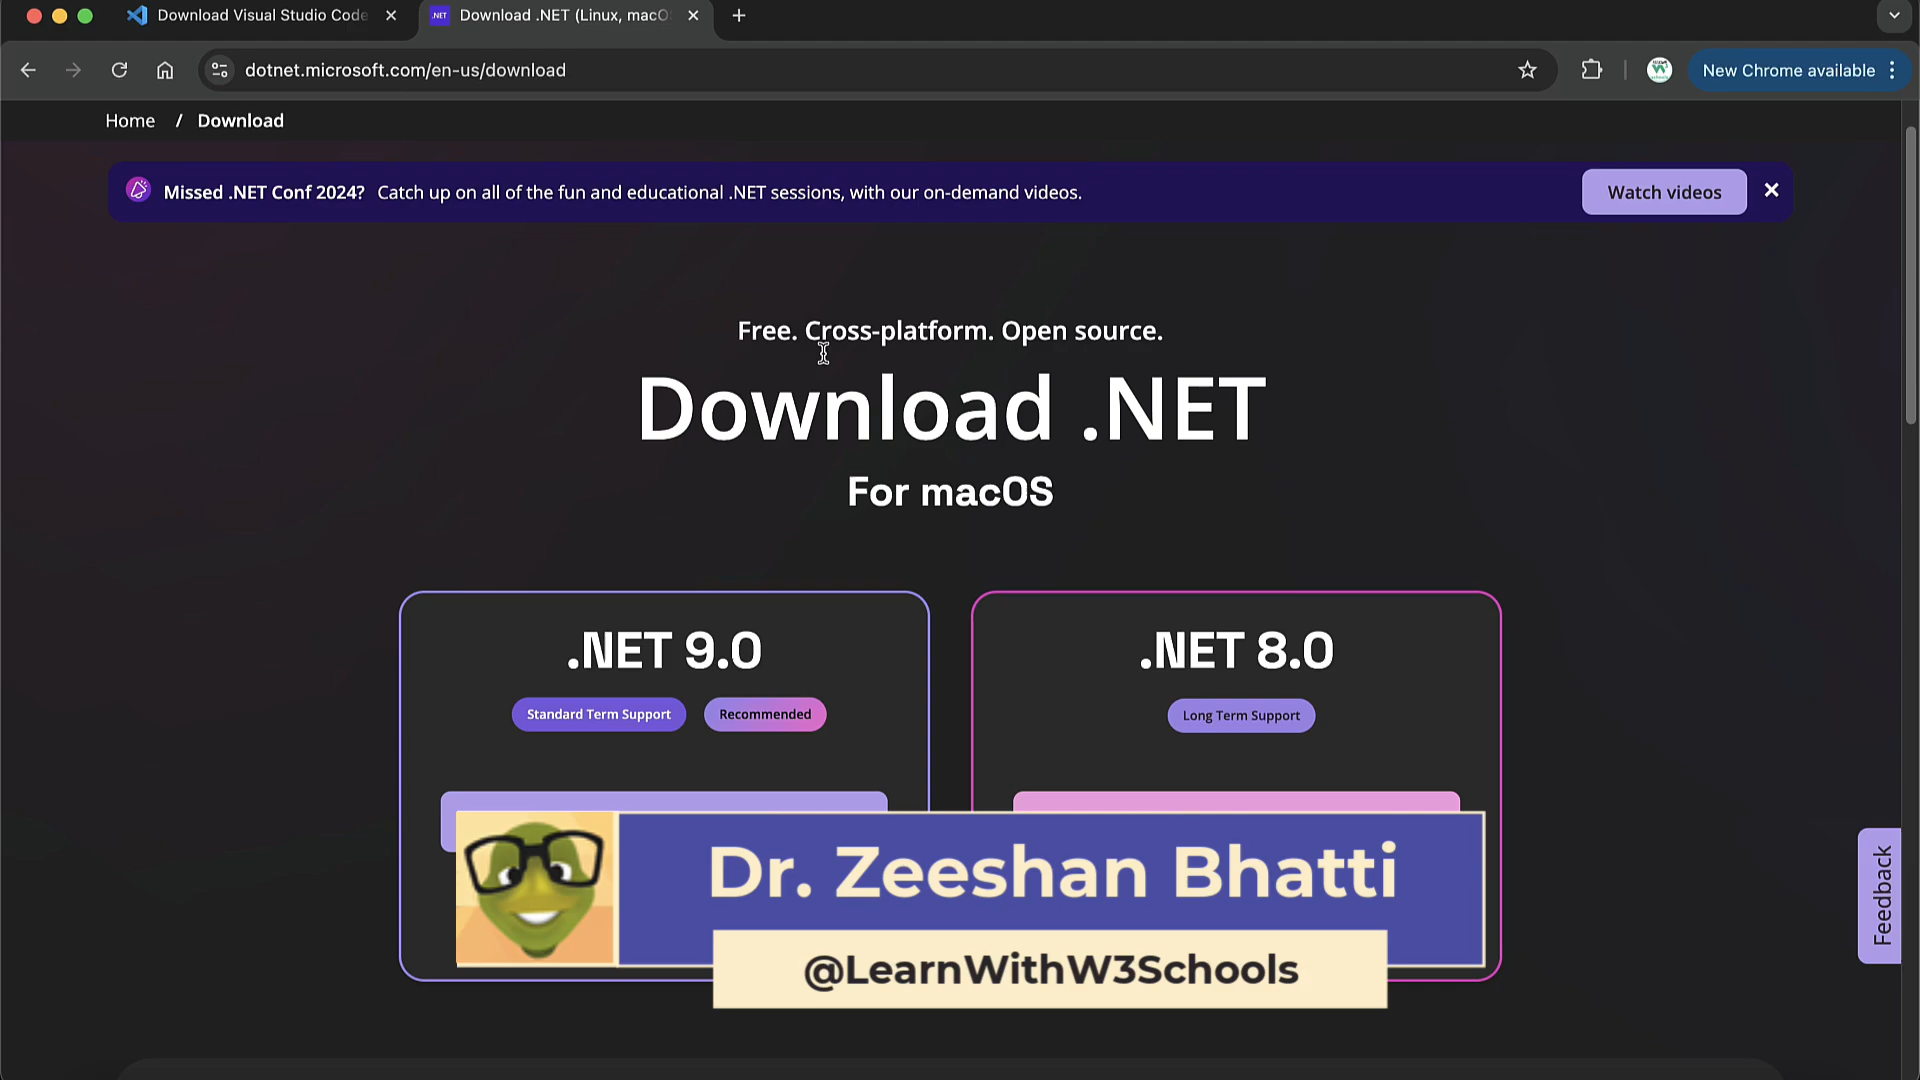 Download Visual Studio Code
.NET
Download .NET (Linux, macO
dotnet.microsoft.com/en-us/download
New Chrome available
Home / Download
Missed .NET Conf 2024? Catch up on all of the fun and educational .NET sessions, with our on-demand videos.
Watch videos
Free. Cross-platform. Open source.
Download .NET
For macOS
.NET 9.0
Standard Term Support
Recommended
.NET 8.0
Long Term Support
Dr. Zeeshan Bhatti
@LearnWithW3Schools
Feedback